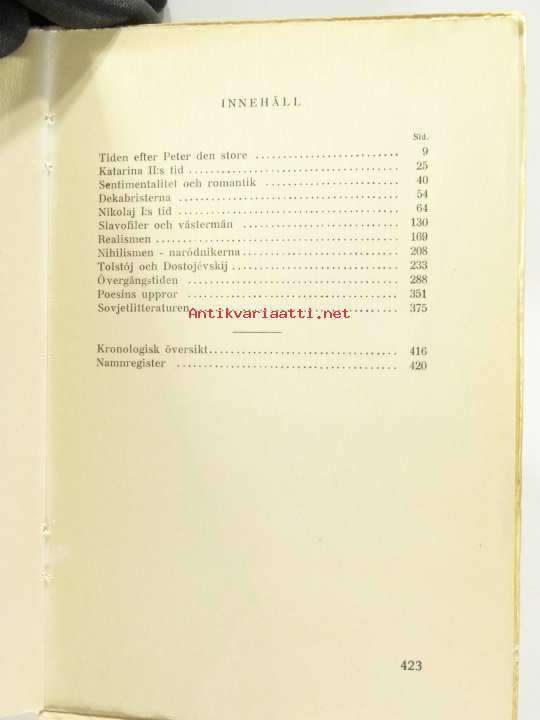 INNEHÅLL
Sid.
Tiden efter Peter den store ........................ 9
Katarina II:s tid ........................ 25
Sentimentalitet och romantik ........................ 40
Dekabristerna ........................ 54
Nikolaj I:s tid ........................ 64
Slavofiler och västermän ........................ 130
Realismen ........................ 169
Nihilismen - naródnikerna ........................ 208
Tolstój och Dostojévskij ........................ 233
Övergångstiden ........................ 288
Poesins uppror ........................ 351
Sovjetlitteraturen ........................ 375
Antikvariaatti.net
Kronologisk översikt ........................ 416
Namnregister ........................ 420
423